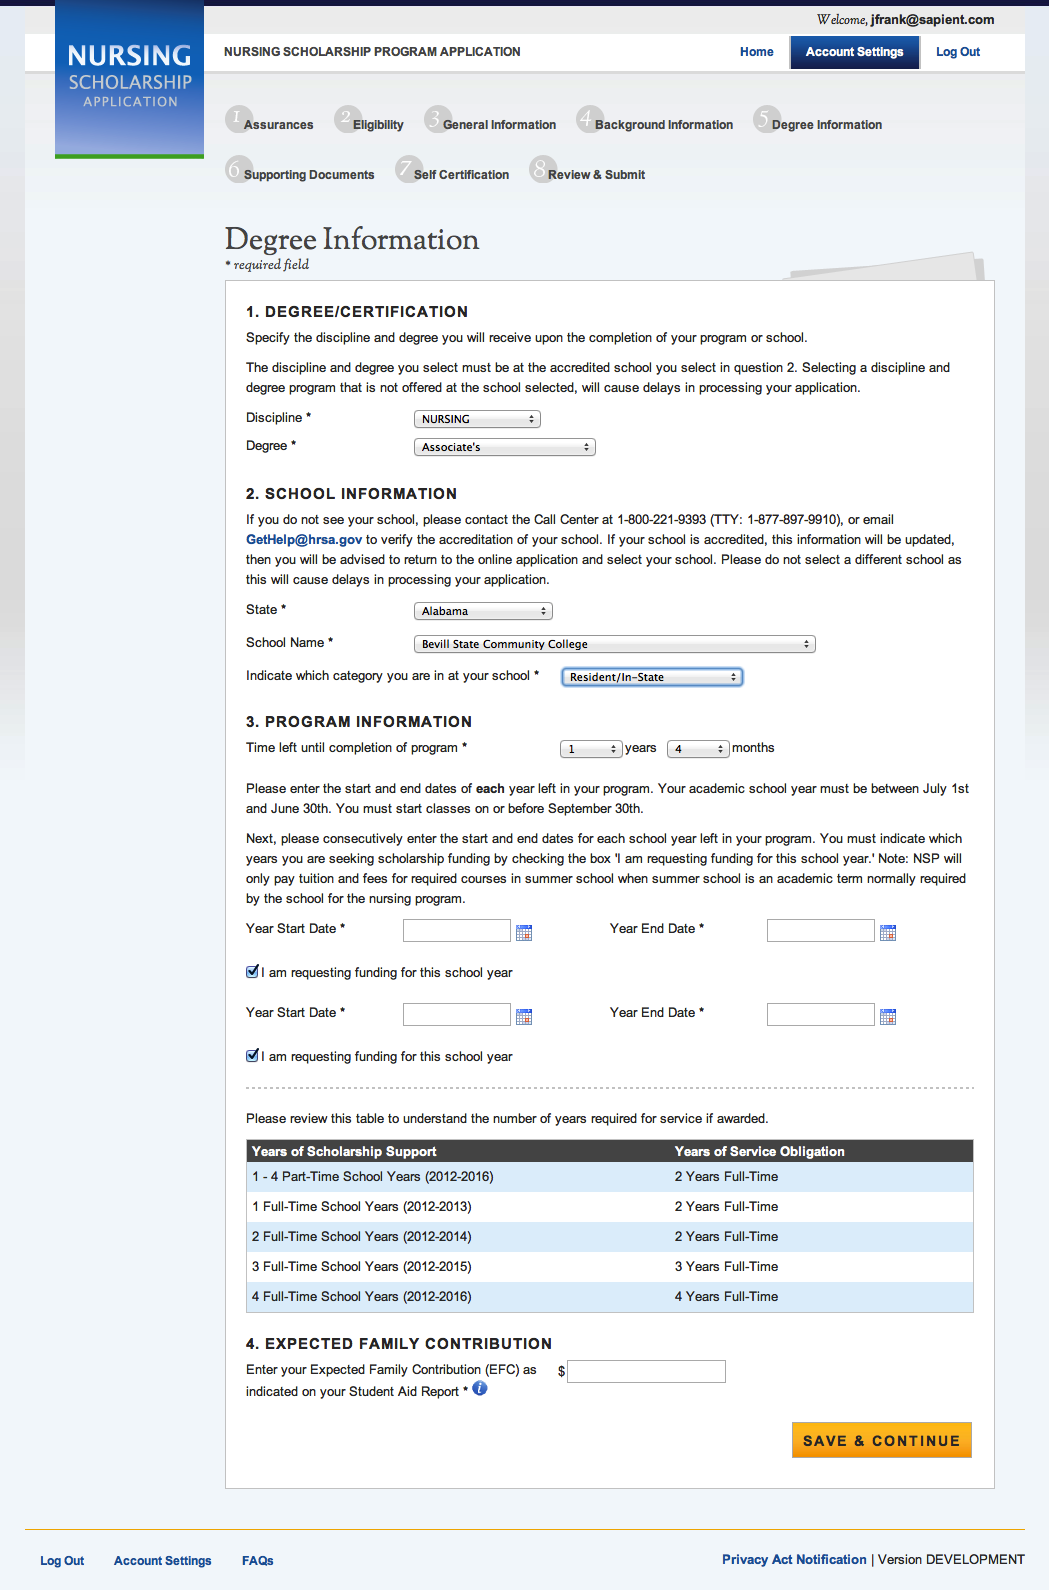 Welcome, jfrank@sapient.com
NURSING
SCHOLARSHIP
APPLICATION
NURSING SCHOLARSHIP PROGRAM APPLICATION
Home
Account Settings
Log Out
1 Assurances
2 Eligibility
3 General Information
4 Background Information
5 Degree Information
6 Supporting Documents
7 Self Certification
8 Review & Submit
Degree Information
* required field
1. DEGREE/CERTIFICATION
Specify the discipline and degree you will receive upon the completion of your program or school.
The discipline and degree you select must be at the accredited school you select in question 2. Selecting a discipline and
degree program that is not offered at the school selected, will cause delays in processing your application.
Discipline * NURSING
Degree * Associate's
2. SCHOOL INFORMATION
If you do not see your school, please contact the Call Center at 1-800-221-9393 (TTY: 1-877-897-9910), or email
GetHelp@hrsa.gov to verify the accreditation of your school. If your school is accredited, this information will be updated,
then you will be advised to return to the online application and select your school. Please do not select a different school as
this will cause delays in processing your application.
State * Alabama
School Name * Bevill State Community College
Indicate which category you are in at your school * Resident/In-State
3. PROGRAM INFORMATION
Time left until completion of program * 1 years 4 months
Please enter the start and end dates of each year left in your program. Your academic school year must be between July 1st
and June 30th. You must start classes on or before September 30th.
Next, please consecutively enter the start and end dates for each school year left in your program. You must indicate which
years you are seeking scholarship funding by checking the box 'I am requesting funding for this school year.' Note: NSP will
only pay tuition and fees for required courses in summer school when summer school is an academic term normally required
by the school for the nursing program.
Year Start Date * Year End Date *
I am requesting funding for this school year
Year Start Date * Year End Date *
I am requesting funding for this school year
Please review this table to understand the number of years required for service if awarded.
Years of Scholarship Support Years of Service Obligation
1 - 4 Part-Time School Years (2012-2016) 2 Years Full-Time
1 Full-Time School Years (2012-2013) 2 Years Full-Time
2 Full-Time School Years (2012-2014) 2 Years Full-Time
3 Full-Time School Years (2012-2015) 3 Years Full-Time
4 Full-Time School Years (2012-2016) 4 Years Full-Time
4. EXPECTED FAMILY CONTRIBUTION
Enter your Expected Family Contribution (EFC) as $
indicated on your Student Aid Report * i
SAVE & CONTINUE
Log Out Account Settings FAQs
Privacy Act Notification | Version DEVELOPMENT